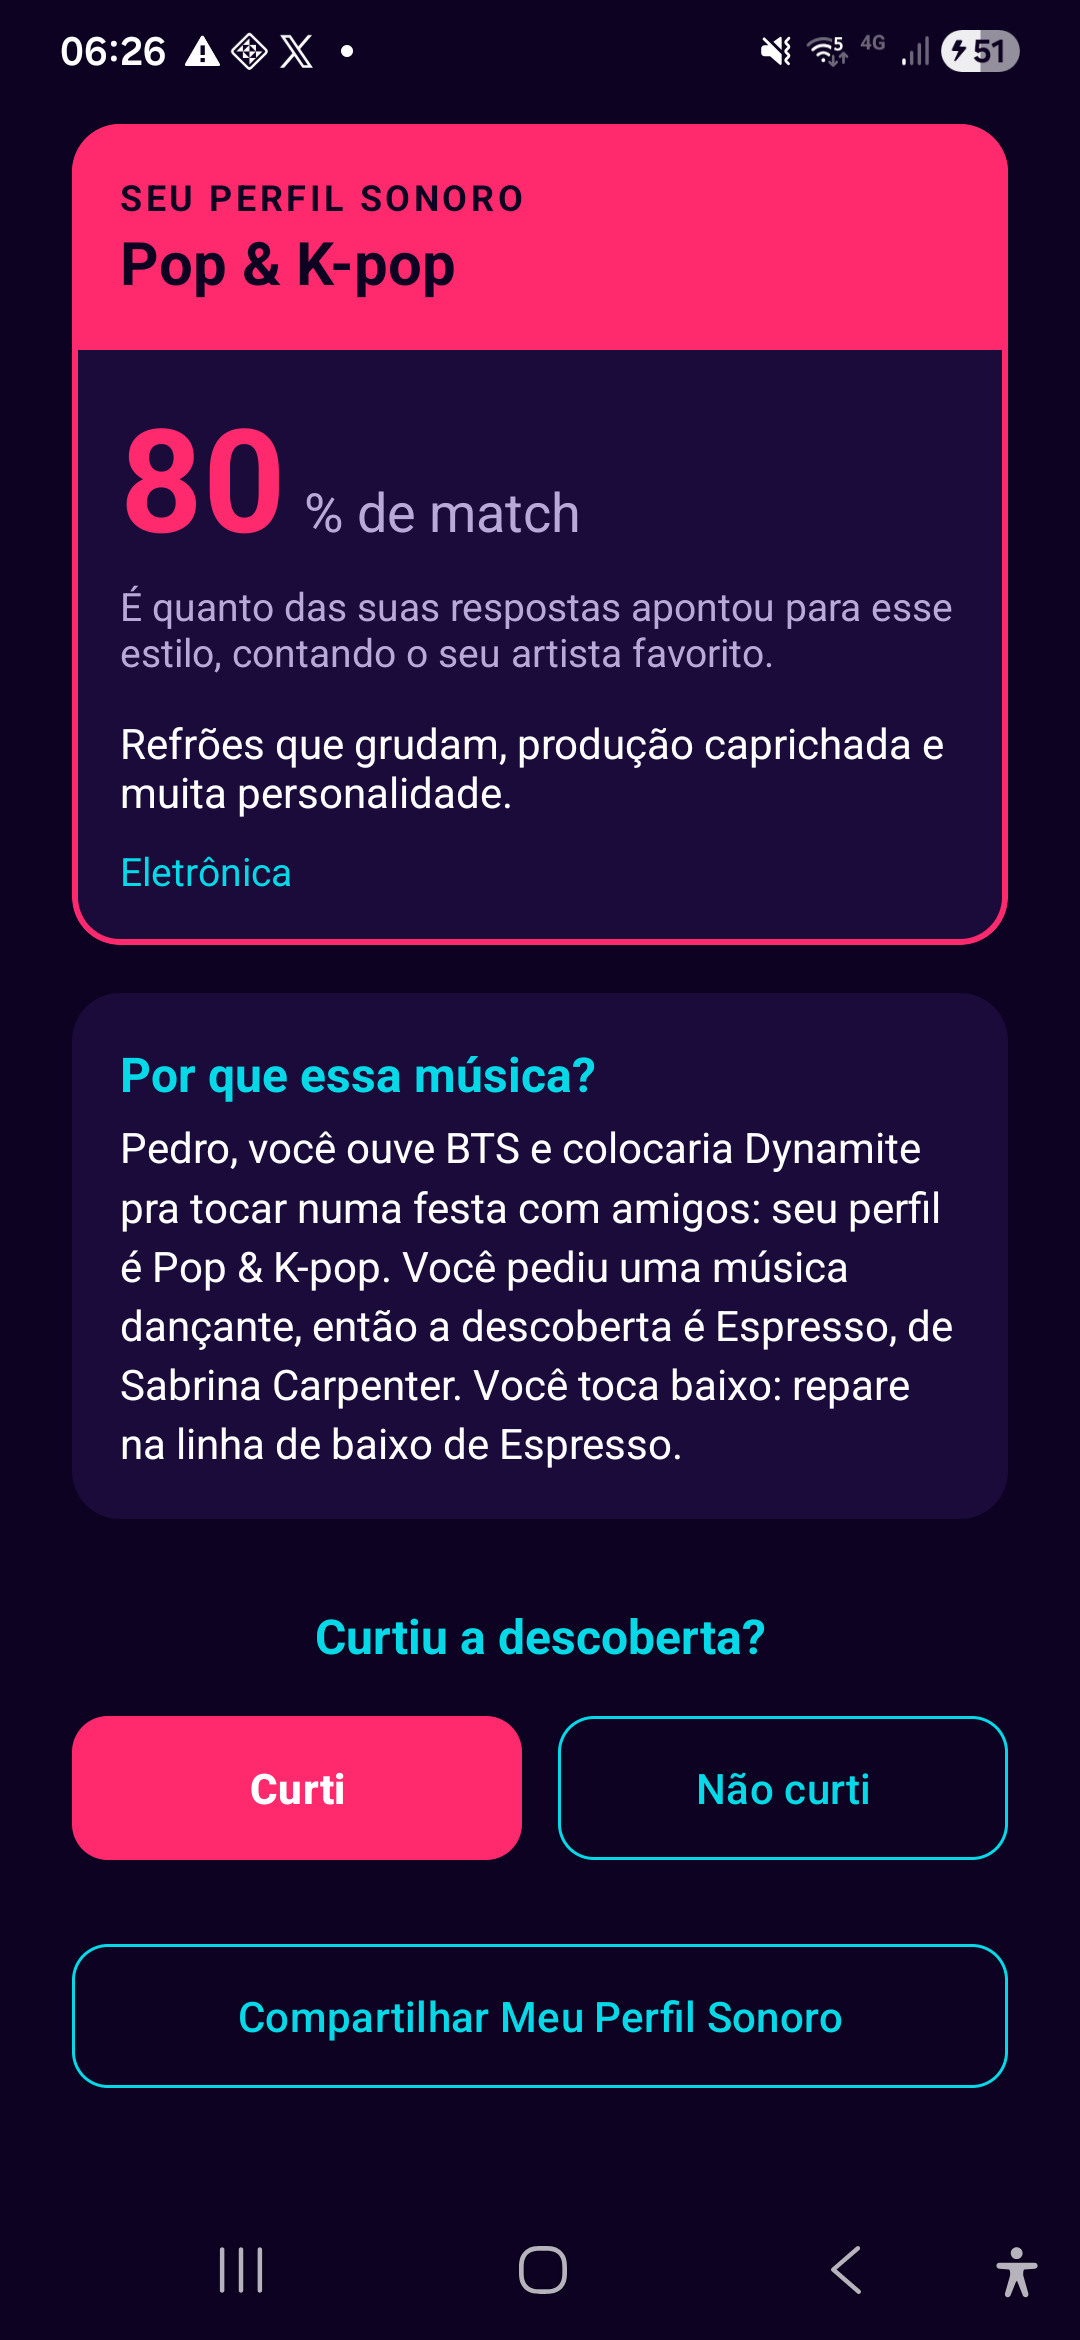 06:26
5
4G
51
SEU PERFIL SONORO
Pop & K-pop
80 % de match
É quanto das suas respostas apontou para esse
estilo, contando o seu artista favorito.
Refrões que grudam, produção caprichada e
muita personalidade.
Eletrônica
Por que essa música?
Pedro, você ouve BTS e colocaria Dynamite
pra tocar numa festa com amigos: seu perfil
é Pop & K-pop. Você pediu uma música
dançante, então a descoberta é Espresso, de
Sabrina Carpenter. Você toca baixo: repare
na linha de baixo de Espresso.
Curtiu a descoberta?
Curti
Não curti
Compartilhar Meu Perfil Sonoro